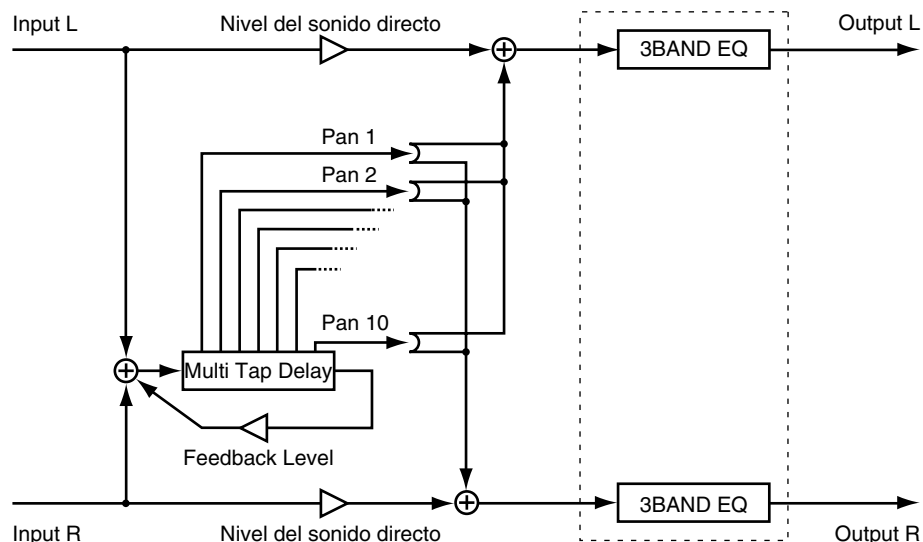 Input L
Nivel del sonido directo
Output L
3BAND EQ
Pan 1
Pan 2
Pan 10
Multi Tap Delay
Feedback Level
3BAND EQ
Input R
Nivel del sonido directo
Output R